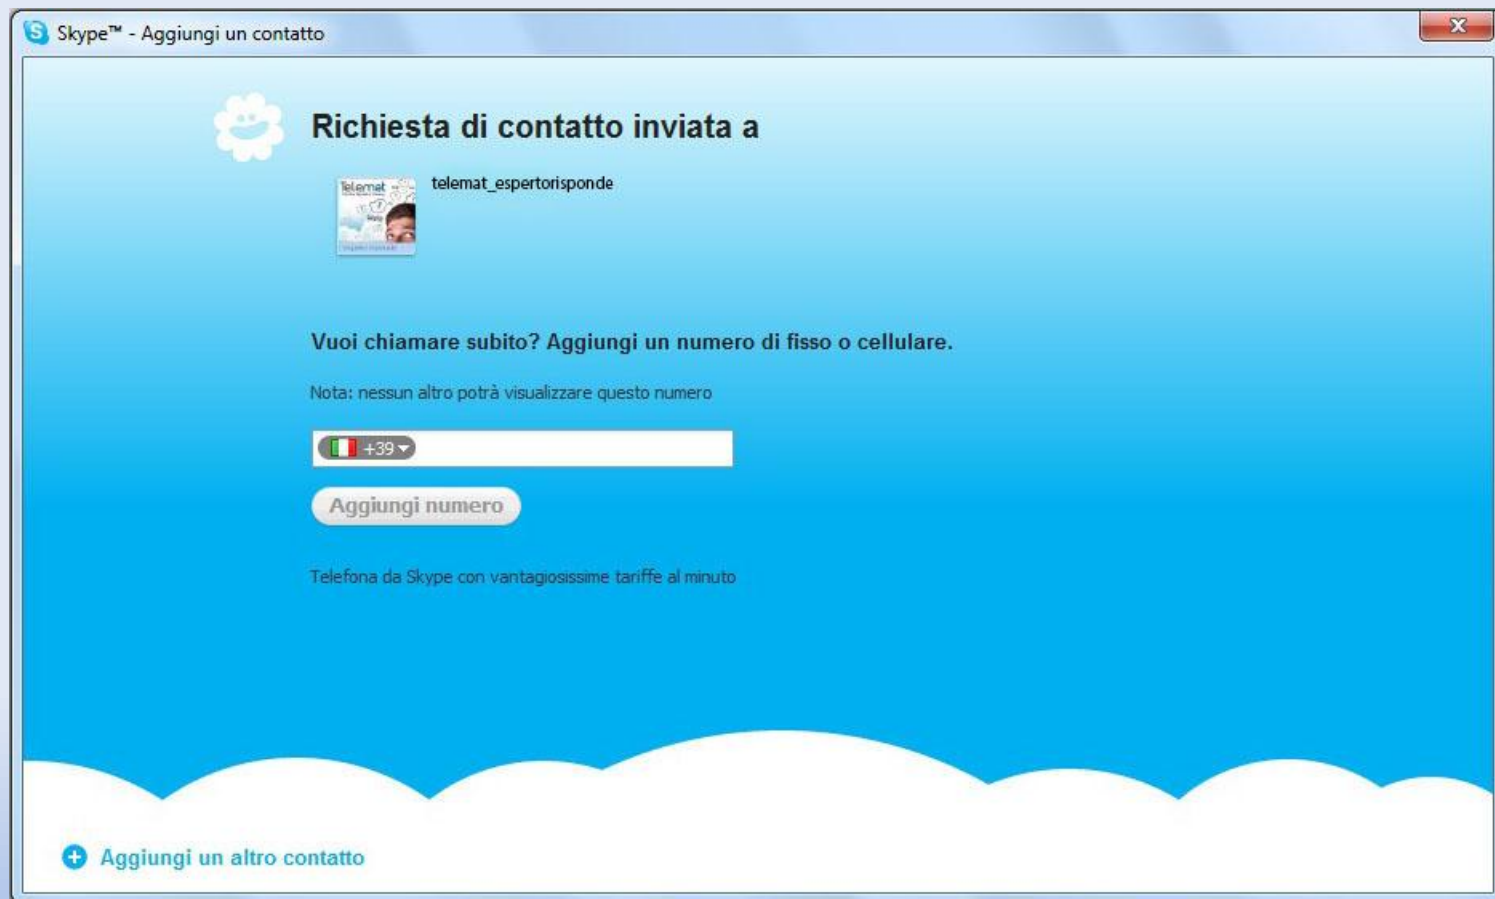 Skype™ - Aggiungi un contatto
Richiesta di contatto inviata a
Telemat
Help
telemat_espertorisponde
Vuoi chiamare subito? Aggiungi un numero di fisso o cellulare.
Nota: nessun altro potrà visualizzare questo numero
+39
Aggiungi numero
Telefona da Skype con vantagiosissime tariffe al minuto
Aggiungi un altro contatto